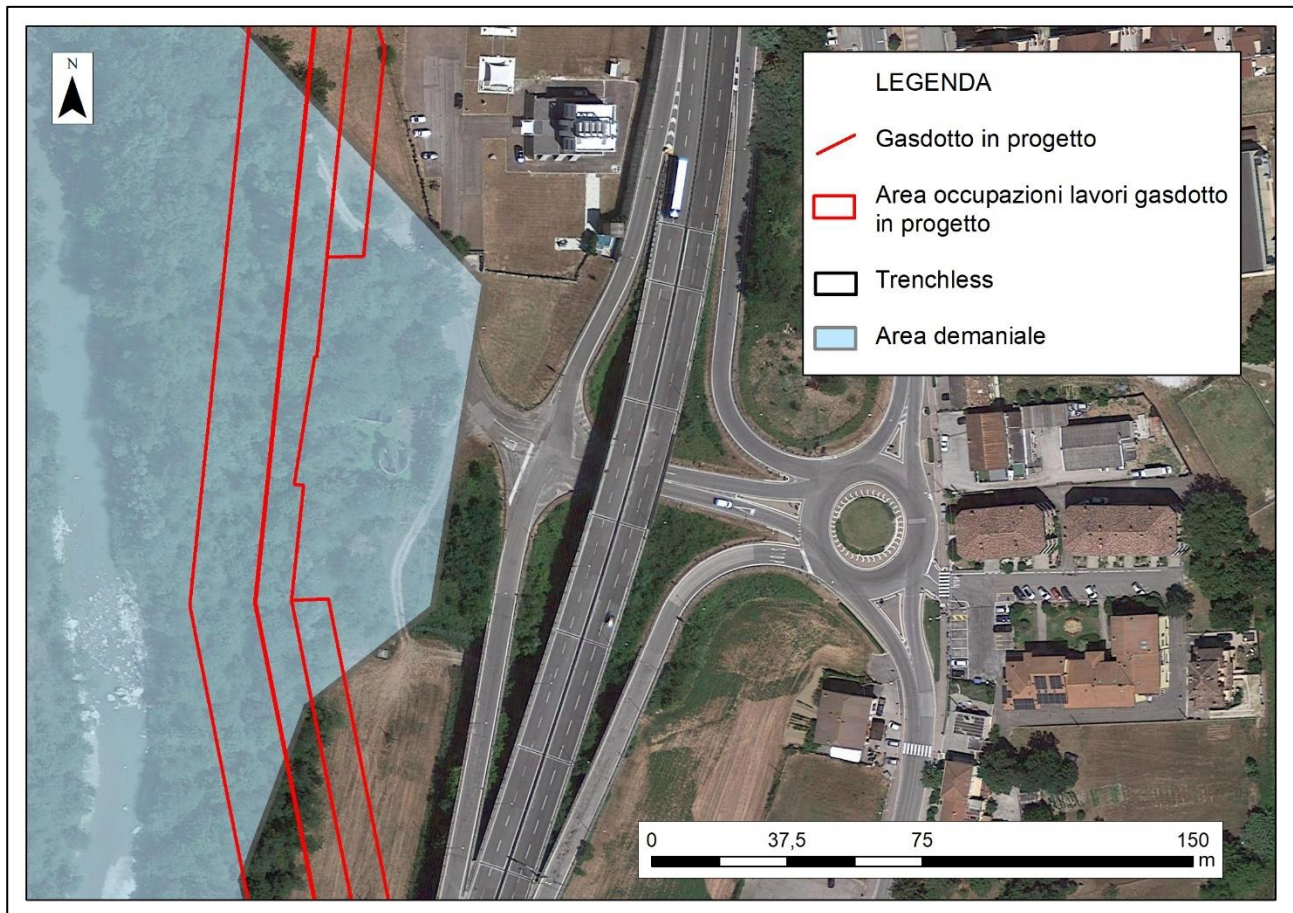 N
LEGENDA
Gasdotto in progetto
Area occupazioni lavori gasdotto
in progetto
Trenchless
Area demaniale
0 37,5 75 150
m